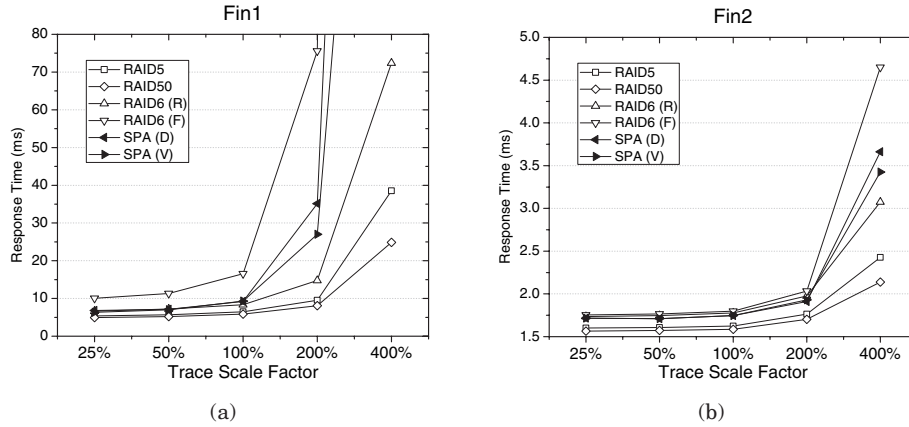 Fin1
80
70
60
50
40
30
20
10
0
Response Time (ms)
RAID5
RAID50
RAID6 (R)
RAID6 (F)
SPA (D)
SPA (V)
25% 50% 100% 200% 400%
Trace Scale Factor
(a)
Fin2
5.0
4.5
4.0
3.5
3.0
2.5
2.0
1.5
Response Time (ms)
RAID5
RAID50
RAID6 (R)
RAID6 (F)
SPA (D)
SPA (V)
25% 50% 100% 200% 400%
Trace Scale Factor
(b)